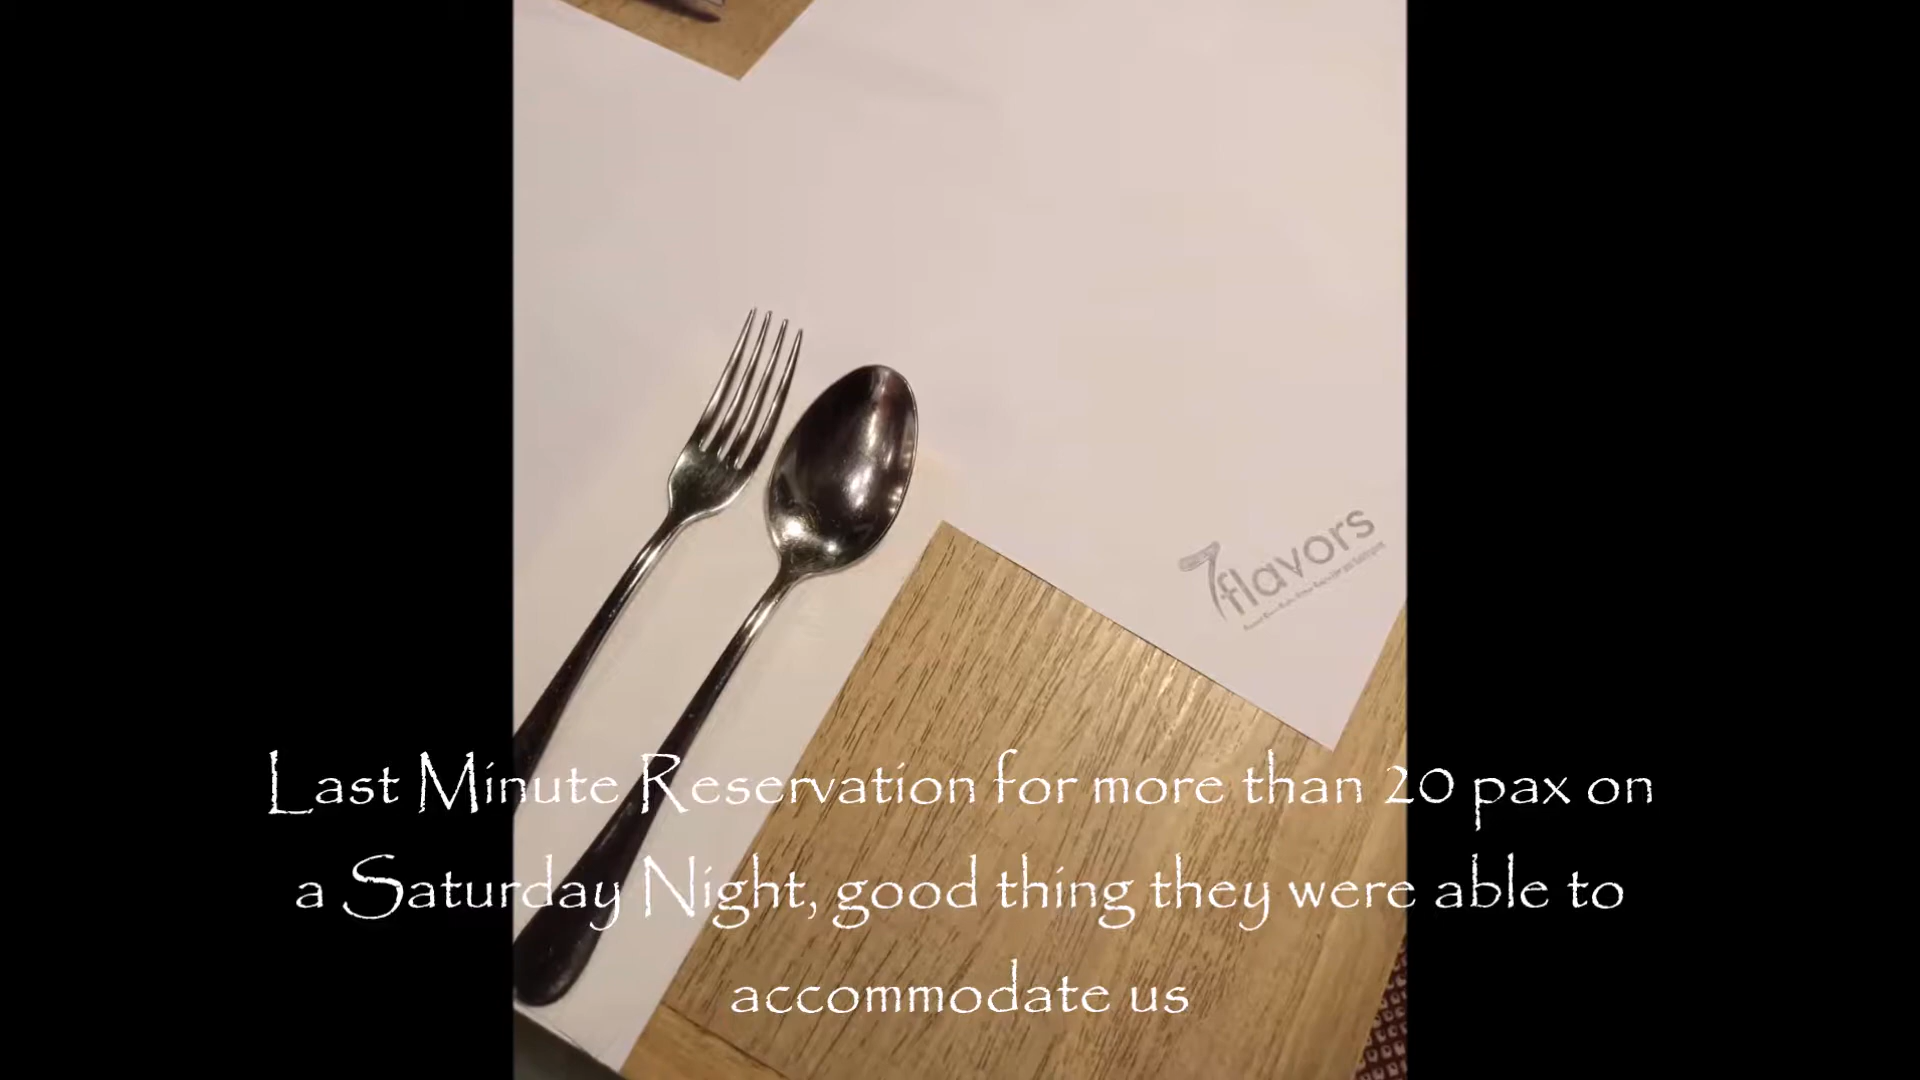 7flavors
Last Minute Reservation for more than 20 pax on
a Saturday Night, good thing they were able to
accommodate us